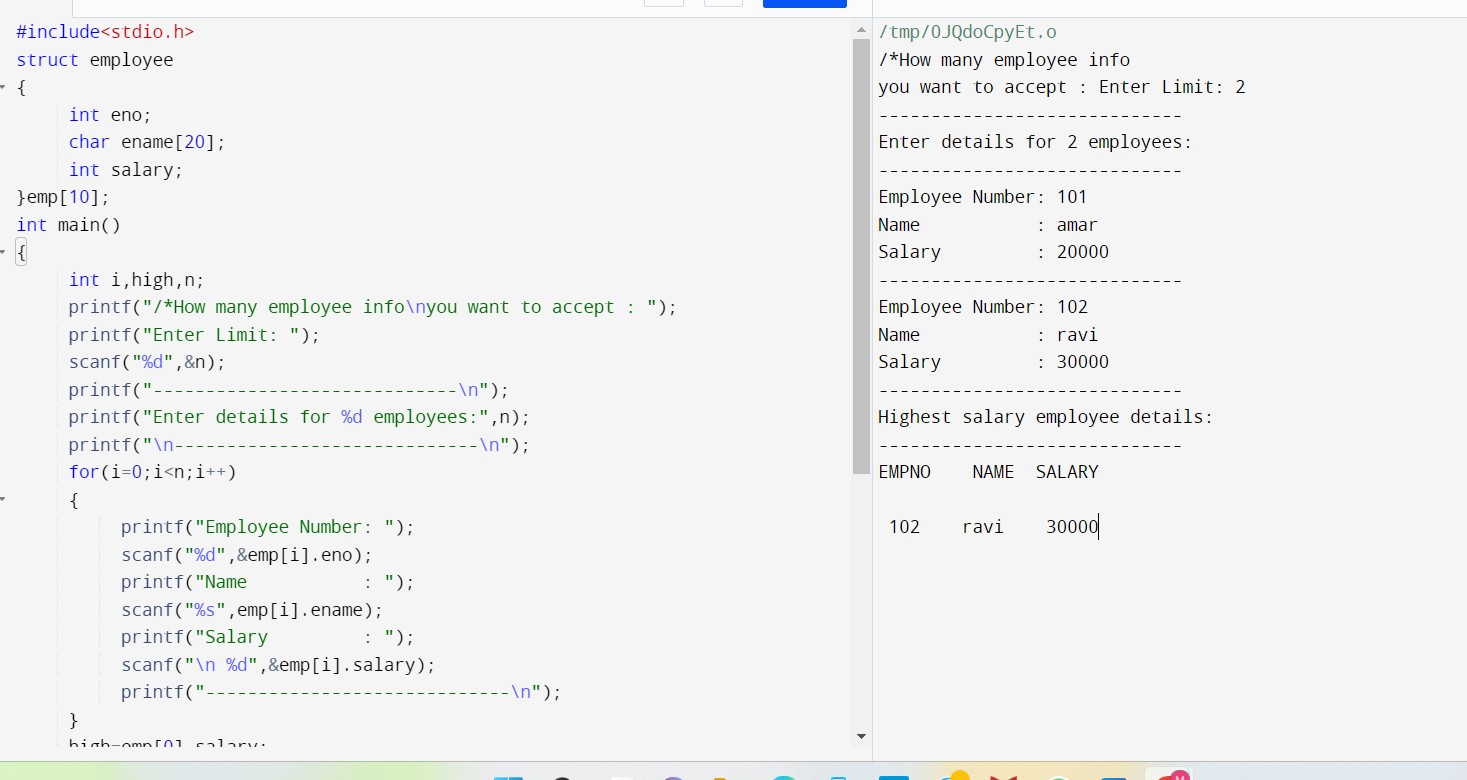 #include<stdio.h>
struct employee
{
int eno;
char ename[20];
int salary;
}emp[10];
int main()
{
int i,high,n;
printf("/*How many employee info\nyou want to accept : ");
printf("Enter Limit: ");
scanf("%d",&n);
printf("-----------------------------\n");
printf("Enter details for %d employees:",n);
printf("\n-----------------------------\n");
for(i=0;i<n;i++)
{
printf("Employee Number: ");
scanf("%d",&emp[i].eno);
printf("Name           : ");
scanf("%s",emp[i].ename);
printf("Salary         : ");
scanf("\n %d",&emp[i].salary);
printf("-----------------------------\n");
}
high=emp[0].salary;
/tmp/0JQdoCpyEt.o
/*How many employee info
you want to accept : Enter Limit: 2
-----------------------------
Enter details for 2 employees:
-----------------------------
Employee Number: 101
Name           : amar
Salary         : 20000
-----------------------------
Employee Number: 102
Name           : ravi
Salary         : 30000
-----------------------------
Highest salary employee details:
-----------------------------
EMPNO    NAME  SALARY
102    ravi    30000